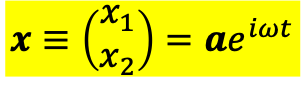 𝒙 ≡ (x₁ x₂) = 𝒂e^{iωt}